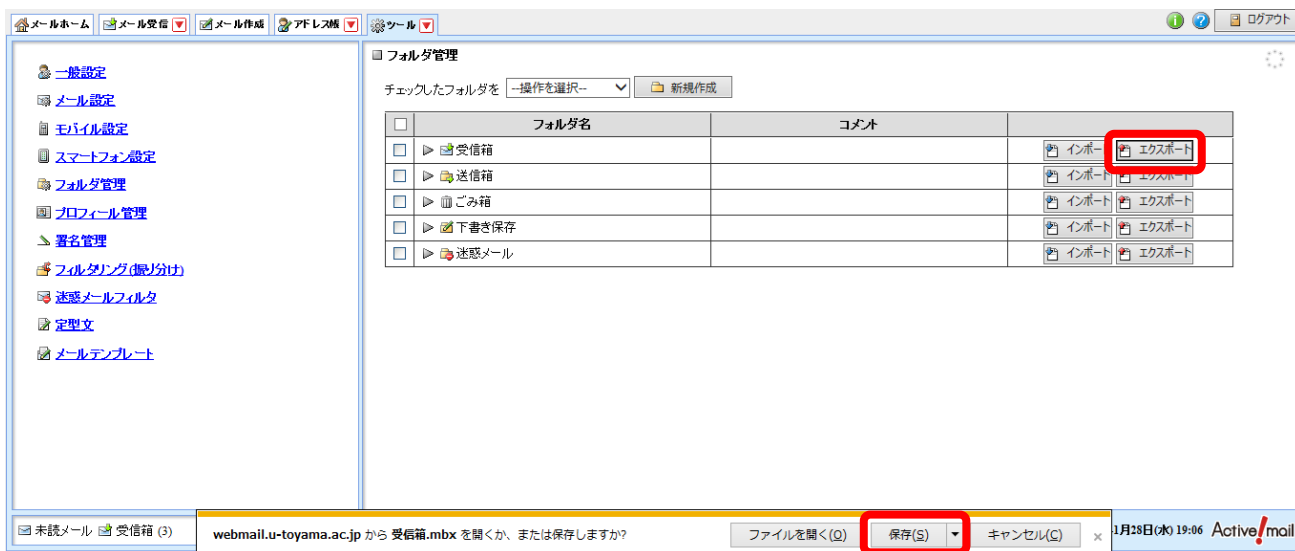 メールホーム メール受信 メール作成 アドレス帳 ツール ログアウト
一般設定
メール設定
モバイル設定
スマートフォン設定
フォルダ管理
プロフィール管理
署名管理
フィルタリング(振り分け)
迷惑メールフィルタ
定型文
メールテンプレート
フォルダ管理
チェックしたフォルダを --操作を選択-- 新規作成
フォルダ名 コメント
受信箱 インポー エクスポート
送信箱 インポート エクスポート
ごみ箱 インポート エクスポート
下書き保存 インポート エクスポート
迷惑メール インポート エクスポート
未読メール 受信箱 (3)
webmail.u-toyama.ac.jp から 受信箱.mbx を開くか、または保存しますか?
ファイルを開く(O) 保存(S) キャンセル(C) ×
1月28日(水) 19:06 Active!mail